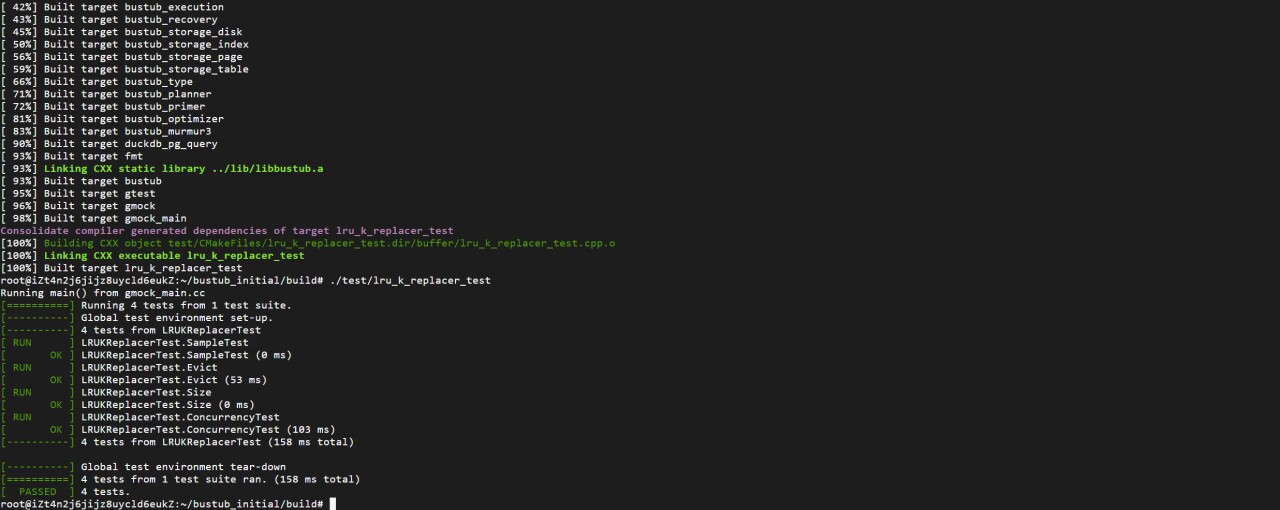 [ 42%] Built target bustub_execution
[ 43%] Built target bustub_recovery
[ 45%] Built target bustub_storage_disk
[ 50%] Built target bustub_storage_index
[ 56%] Built target bustub_storage_page
[ 59%] Built target bustub_storage_table
[ 66%] Built target bustub_type
[ 71%] Built target bustub_planner
[ 72%] Built target bustub_primer
[ 81%] Built target bustub_optimizer
[ 83%] Built target bustub_murmur3
[ 90%] Built target duckdb_pg_query
[ 93%] Built target fmt
[ 93%] Linking CXX static library ../lib/libbustub.a
[ 93%] Built target bustub
[ 95%] Built target gtest
[ 96%] Built target gmock
[ 98%] Built target gmock_main
Consolidate compiler generated dependencies of target lru_k_replacer_test
[100%] Building CXX object test/CMakeFiles/lru_k_replacer_test.dir/buffer/lru_k_replacer_test.cpp.o
[100%] Linking CXX executable lru_k_replacer_test
[100%] Built target lru_k_replacer_test
root@iZt4n2j6jijz8uycld6eukZ:~/bustub_initial/build# ./test/lru_k_replacer_test
Running main() from gmock_main.cc
[==========] Running 4 tests from 1 test suite.
[----------] Global test environment set-up.
[----------] 4 tests from LRUKReplacerTest
[ RUN      ] LRUKReplacerTest.SampleTest
[       OK ] LRUKReplacerTest.SampleTest (0 ms)
[ RUN      ] LRUKReplacerTest.Evict
[       OK ] LRUKReplacerTest.Evict (53 ms)
[ RUN      ] LRUKReplacerTest.Size
[       OK ] LRUKReplacerTest.Size (0 ms)
[ RUN      ] LRUKReplacerTest.ConcurrencyTest
[       OK ] LRUKReplacerTest.ConcurrencyTest (103 ms)
[----------] 4 tests from LRUKReplacerTest (158 ms total)
[----------] Global test environment tear-down
[==========] 4 tests from 1 test suite ran. (158 ms total)
[  PASSED  ] 4 tests.
root@iZt4n2j6jijz8uycld6eukZ:~/bustub_initial/build#